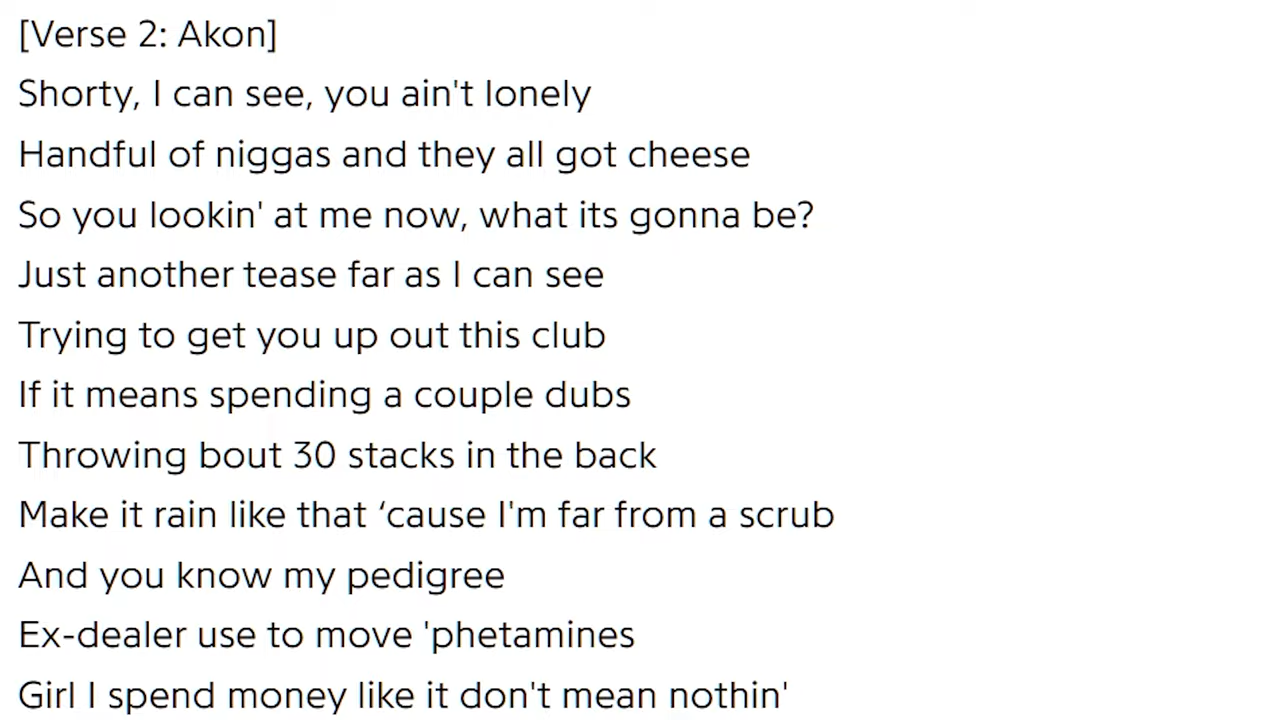 [Verse 2: Akon]
Shorty, I can see, you ain't lonely
Handful of niggas and they all got cheese
So you lookin' at me now, what its gonna be?
Just another tease far as I can see
Trying to get you up out this club
If it means spending a couple dubs
Throwing bout 30 stacks in the back
Make it rain like that ‘cause I'm far from a scrub
And you know my pedigree
Ex-dealer use to move 'phetamines
Girl I spend money like it don't mean nothin'